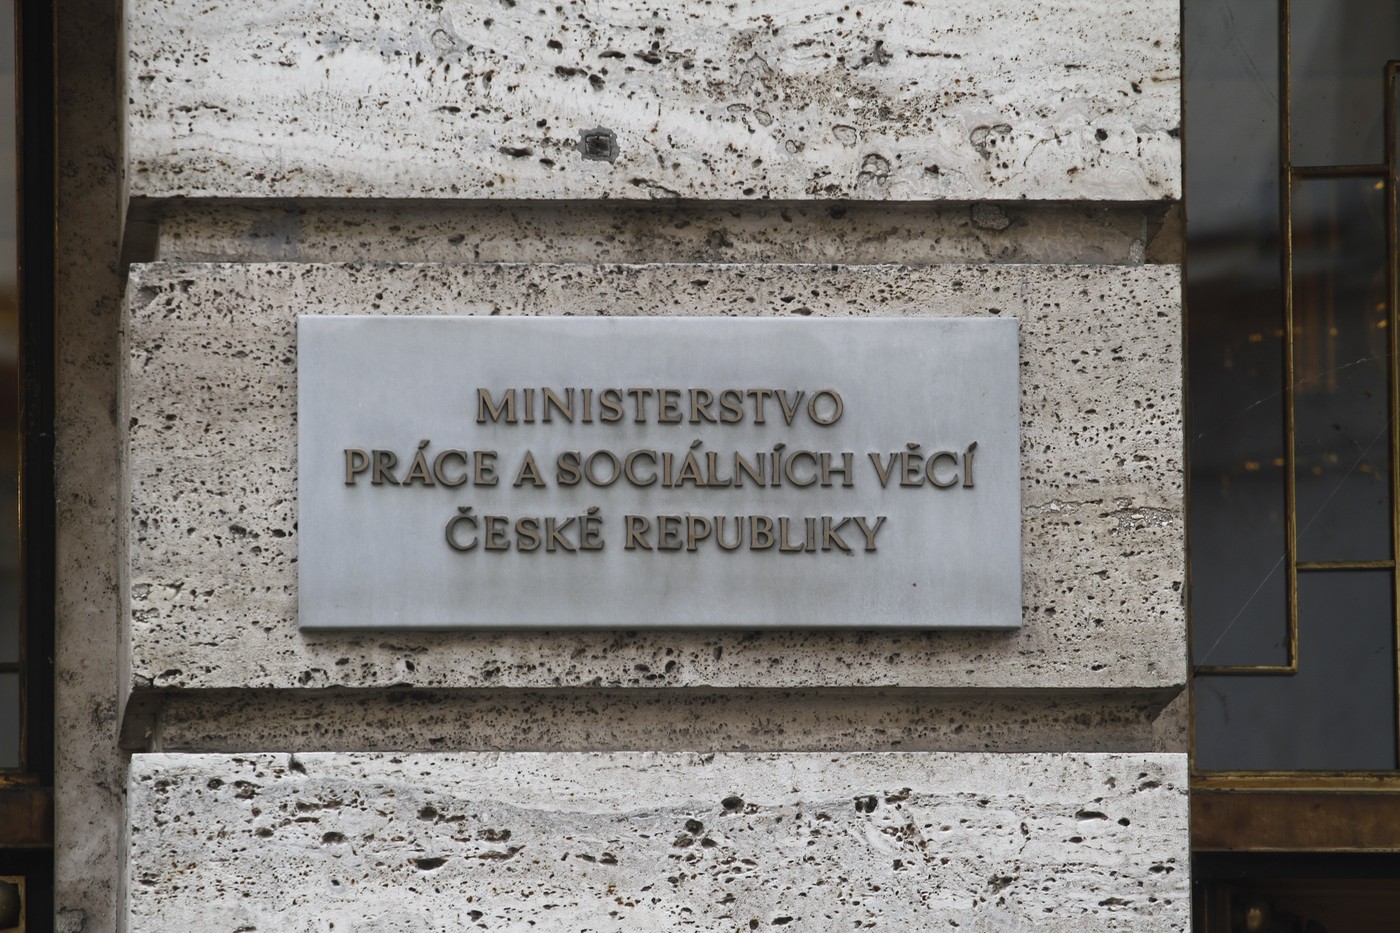 MINISTERSTVO
PRÁCE A SOCIÁLNÍCH VĚCÍ
ČESKÉ REPUBLIKY